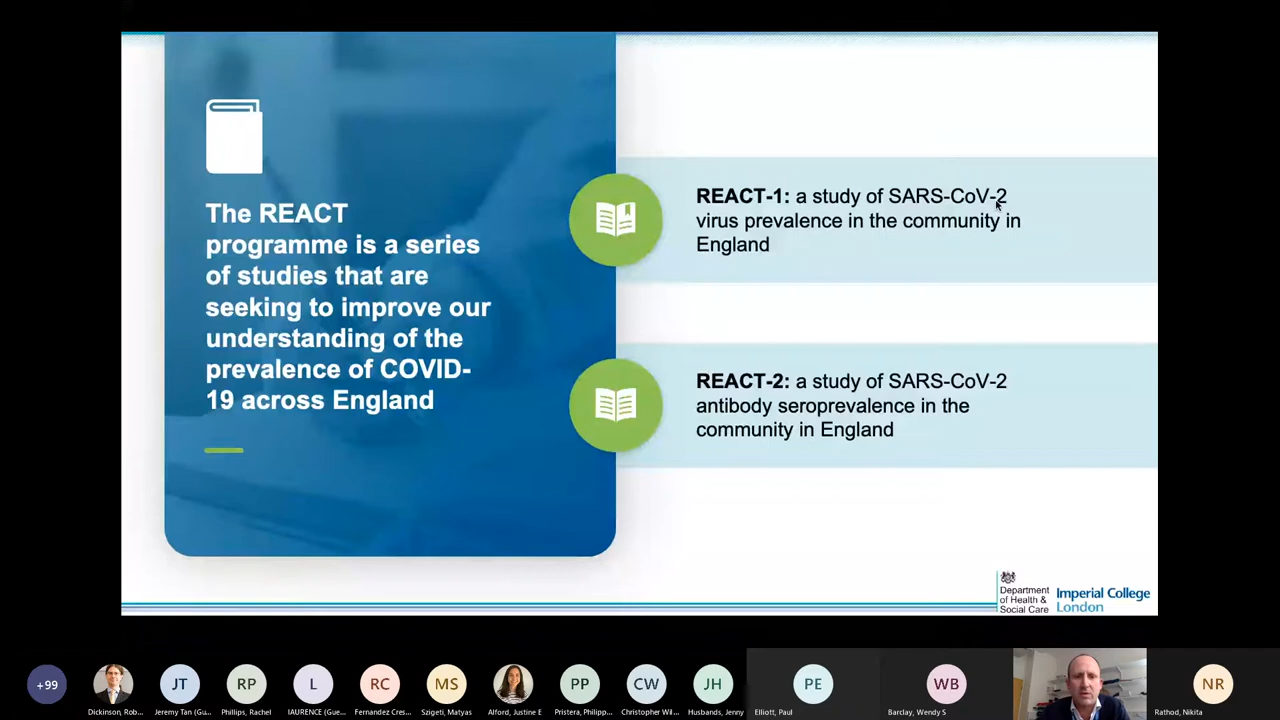 The REACT
programme is a series
of studies that are
seeking to improve our
understanding of the
prevalence of COVID-
19 across England
REACT-1: a study of SARS-CoV-2
virus prevalence in the community in
England
REACT-2: a study of SARS-CoV-2
antibody seroprevalence in the
community in England
Department
of Health &
Social Care
Imperial College
London
+99
JT
RP
L
RC
MS
PP
CW
JH
PE
WB
NR
Dickinson, Rob...
Jeremy Tan (Gu...
Phillips, Rachel
lAURENCE (Gue...
Fernandez Cres...
Szigeti, Matyas
Alford, Justine E
Pristera, Philipp...
Christopher Wil...
Husbands, Jenny
Elliott, Paul
Barclay, Wendy S
Rathod, Nikita